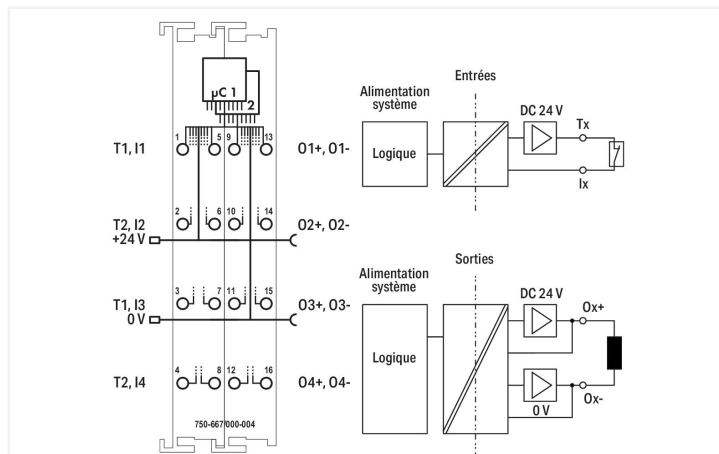 µC 1
2
1 5 9 13
T1, I1 O1+, O1-
2 6 10 14
T2, I2 O2+, O2-
+24 V
3 7 11 15
T1, I3 O3+, O3-
0 V
4 8 12 16
T2, I4 O4+, O4-
750-667/000-004
Entrées
Alimentation
système
DC 24 V
Tx
Logique
Ix
Sorties
Alimentation
système
DC 24 V
Ox+
Logique
0 V
Ox-